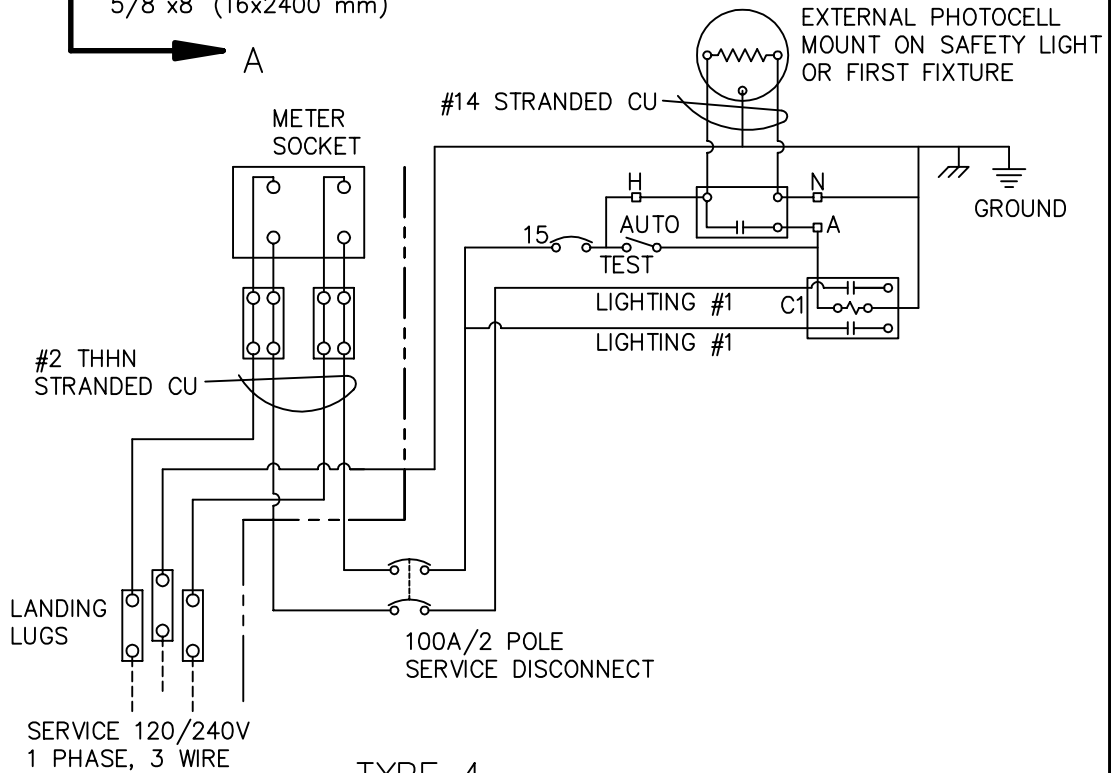 5/8"x8' (16x2400 mm)
A
EXTERNAL PHOTOCELL
MOUNT ON SAFETY LIGHT
OR FIRST FIXTURE
#14 STRANDED CU
METER
SOCKET
H
N
GROUND
15
AUTO
A
TEST
LIGHTING #1
C1
LIGHTING #1
#2 THHN
STRANDED CU
LANDING
LUGS
100A/2 POLE
SERVICE DISCONNECT
SERVICE 120/240V
1 PHASE, 3 WIRE
TYPE 4